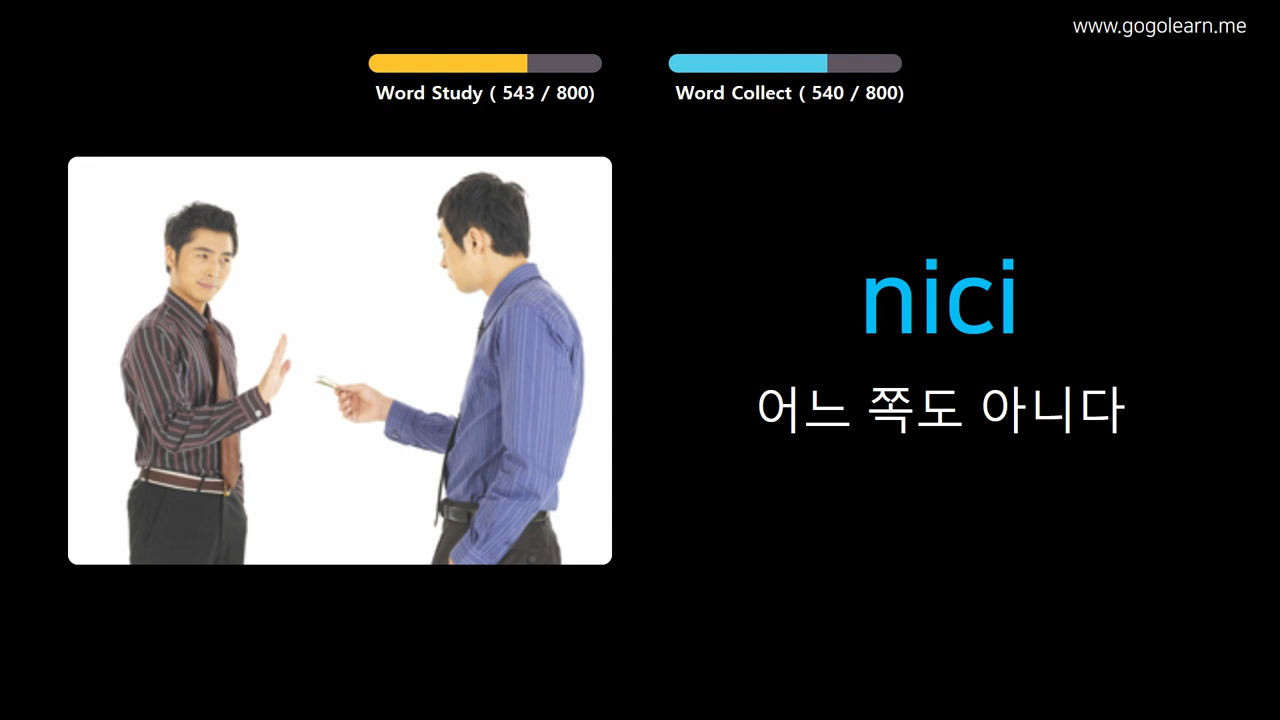 www.gogolearn.me
Word Study ( 543 / 800)
Word Collect ( 540 / 800)
nici
어느 쪽도 아니다